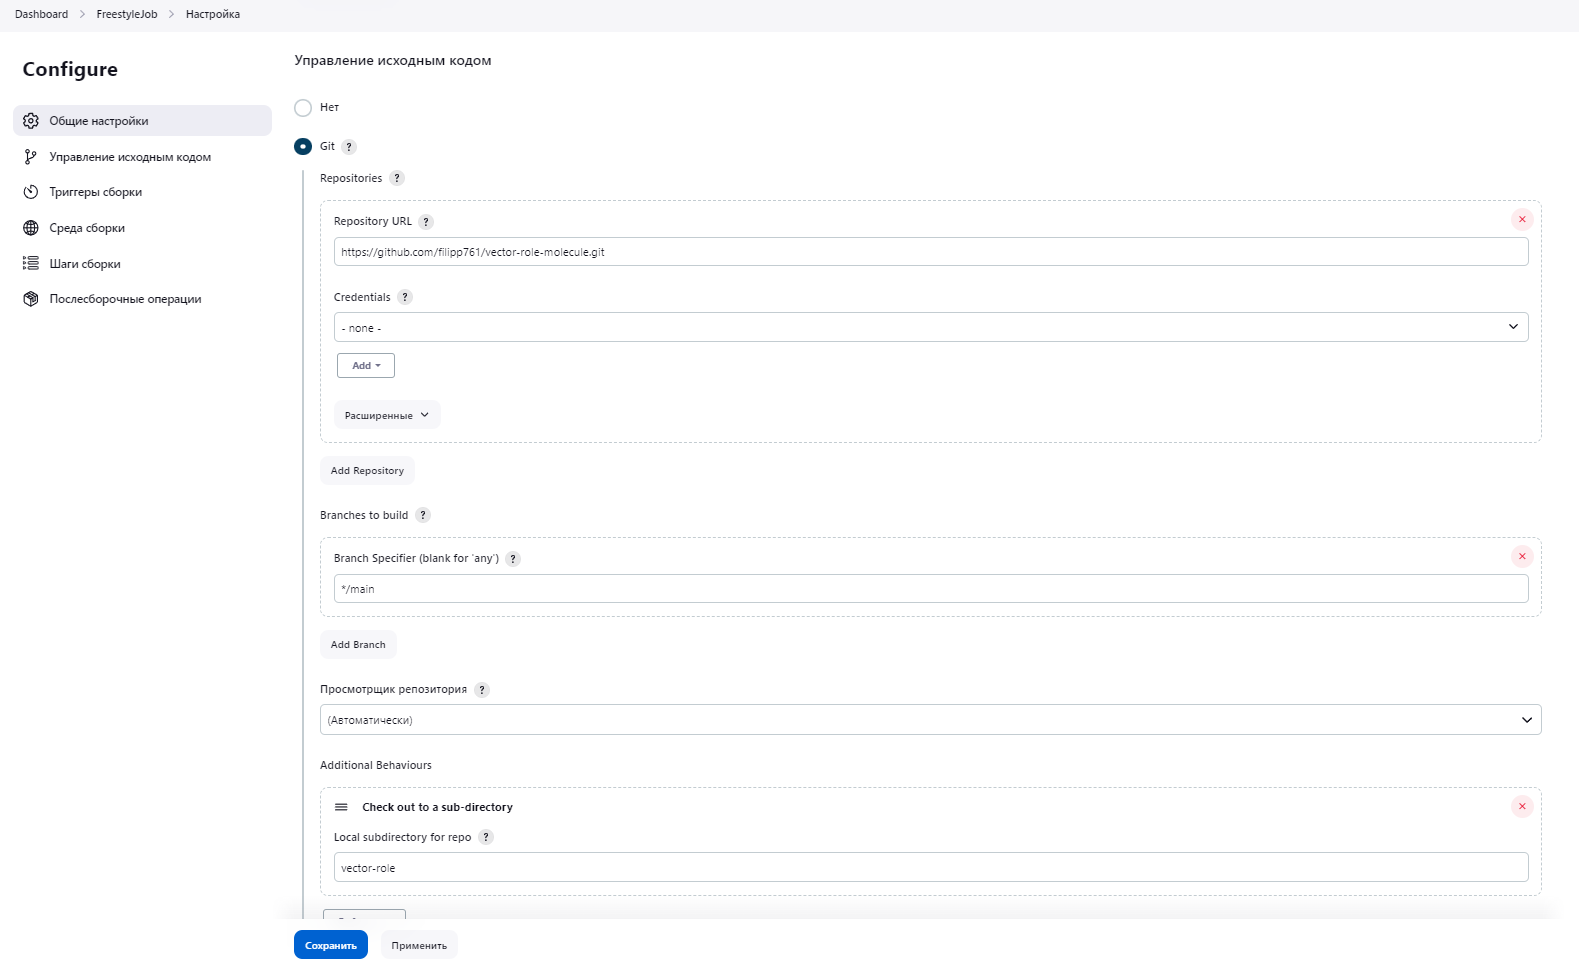 Dashboard > FreestyleJob > Настройка
Configure
Общие настройки
Управление исходным кодом
Триггеры сборки
Среда сборки
Шаги сборки
Послесборочные операции
Управление исходным кодом
Нет
Git ?
Repositories ?
Repository URL ?
https://github.com/filipp761/vector-role-molecule.git
Credentials ?
- none -
Add
Расширенные
Add Repository
Branches to build ?
Branch Specifier (blank for 'any') ?
*/main
Add Branch
Просмотрщик репозитория ?
(Автоматически)
Additional Behaviours
Check out to a sub-directory
Local subdirectory for repo ?
vector-role
Сохранить
Применить